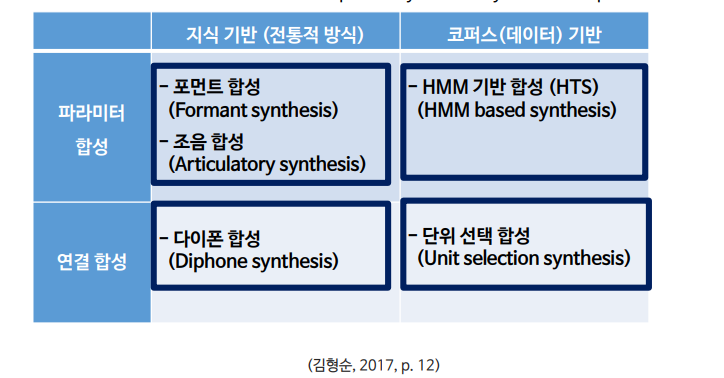 지식 기반 (전통적 방식)
코퍼스(데이터) 기반
파라미터
합성
– 포먼트 합성
(Formant synthesis)
– 조음 합성
(Articulatory synthesis)
– HMM 기반 합성 (HTS)
(HMM based synthesis)
연결 합성
– 다이폰 합성
(Diphone synthesis)
– 단위 선택 합성
(Unit selection synthesis)
(김형순, 2017, p. 12)